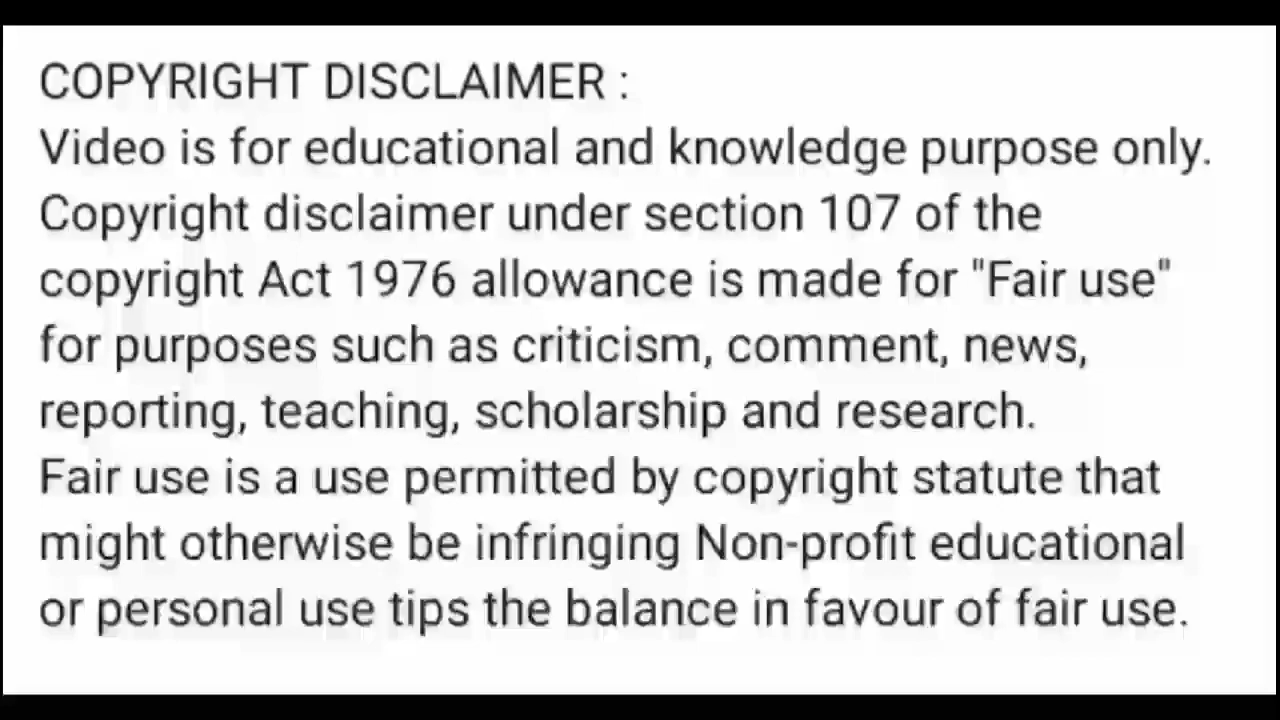 COPYRIGHT DISCLAIMER :
Video is for educational and knowledge purpose only.
Copyright disclaimer under section 107 of the
copyright Act 1976 allowance is made for "Fair use"
for purposes such as criticism, comment, news,
reporting, teaching, scholarship and research.
Fair use is a use permitted by copyright statute that
might otherwise be infringing Non-profit educational
or personal use tips the balance in favour of fair use.